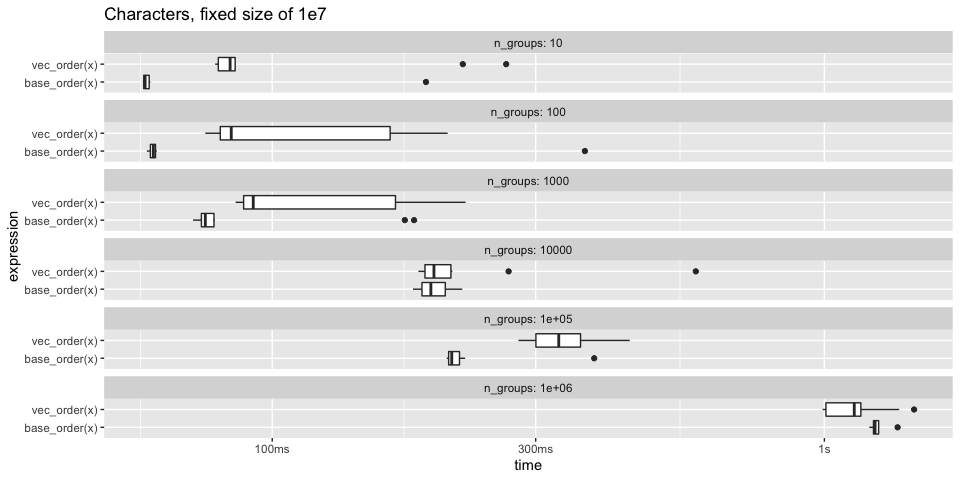 Characters, fixed size of 1e7
n_groups: 10
vec_order(x)
base_order(x)
n_groups: 100
vec_order(x)
base_order(x)
n_groups: 1000
vec_order(x)
base_order(x)
n_groups: 10000
vec_order(x)
base_order(x)
n_groups: 1e+05
vec_order(x)
base_order(x)
n_groups: 1e+06
vec_order(x)
base_order(x)
expression
100ms 300ms 1s
time